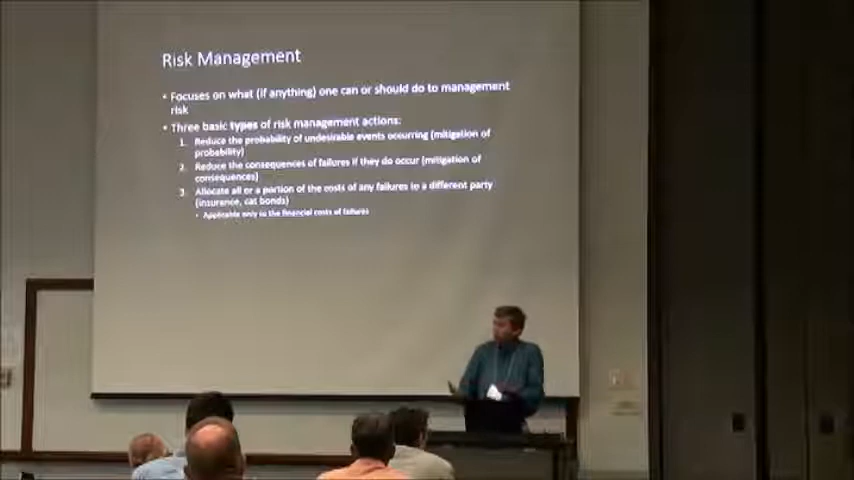 Risk Management
• Focuses on what (if anything) one can or should do to management
risk
• Three basic types of risk management actions:
1. Reduce the probability of undesirable events occurring (mitigation of
probability)
2. Reduce the consequences of failures if they do occur (mitigation of
consequences)
3. Allocate all or a portion of the costs of any failures to a different party
(insurance, cat bonds)
• Applicable only to the financial costs of failures